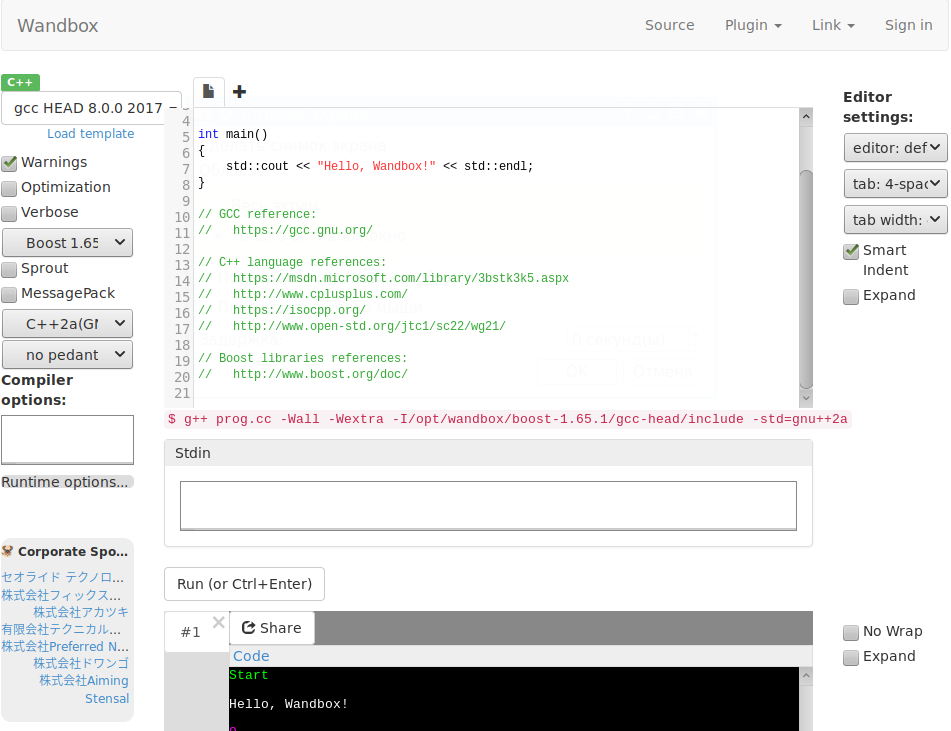 Wandbox
Source
Plugin
Link
Sign in
C++
gcc HEAD 8.0.0 2017
Load template
Warnings
Optimization
Verbose
Boost 1.65
Sprout
MessagePack
C++2a(GN
no pedant
Compiler
options:
Runtime options...
Corporate Spo...
セオライド テクノロ...
株式会社フィックス...
株式会社アカツキ
有限会社テクニカル...
株式会社Preferred N...
株式会社ドワンゴ
株式会社Aiming
Stensal
4
5 int main()
6 {
7 std::cout << "Hello, Wandbox!" << std::endl;
8 }
9
10 // GCC reference:
11 // https://gcc.gnu.org/
12
13 // C++ language references:
14 // https://msdn.microsoft.com/library/3bstk3k5.aspx
15 // http://www.cplusplus.com/
16 // https://isocpp.org/
17 // http://www.open-std.org/jtc1/sc22/wg21/
18
19 // Boost libraries references:
20 // http://www.boost.org/doc/
21
$ g++ prog.cc -Wall -Wextra -I/opt/wandbox/boost-1.65.1/gcc-head/include -std=gnu++2a
Stdin
Run (or Ctrl+Enter)
#1
Share
Code
Start
Hello, Wandbox!
Editor
settings:
editor: def
tab: 4-spac
tab width:
Smart
Indent
Expand
No Wrap
Expand